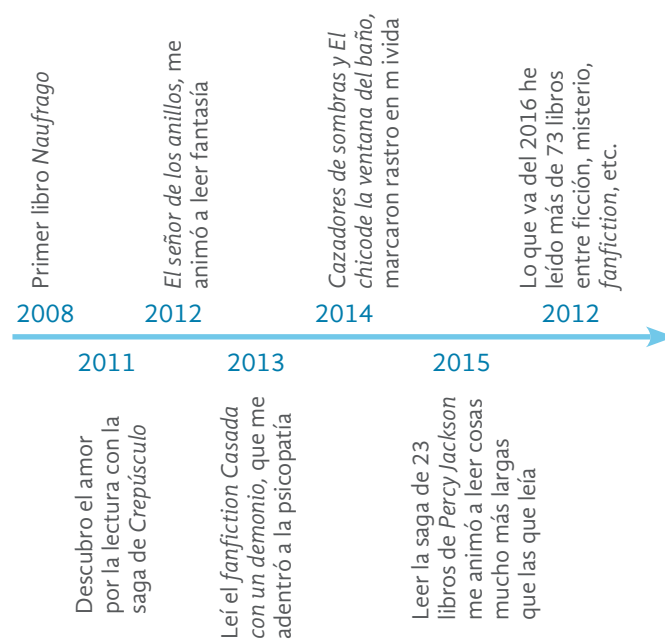 Primer libro Naufrago
El señor de los anillos, me
animó a leer fantasía
Cazadores de sombras y El
chicode la ventana del baño,
marcaron rastro en m ivida
Lo que va del 2016 he
leído más de 73 libros
entre ficción, misterio,
fanfiction, etc.
2008
2012
2014
2012
2011
2013
2015
Descubro el amor
por la lectura con la
saga de Crepúsculo
Leí el fanfiction Casada
con un demonio, que me
adentró a la psicopatía
Leer la saga de 23
libros de Percy Jackson
me animó a leer cosas
mucho más largas
que las que leía